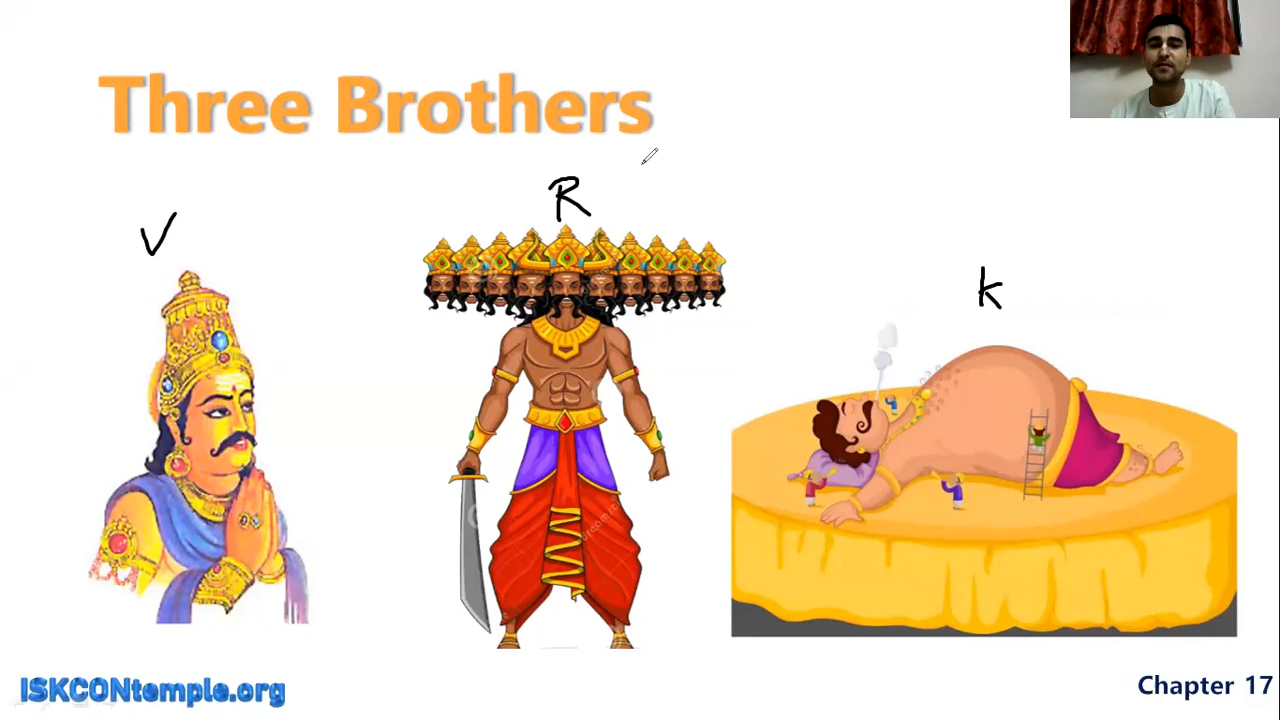 Three Brothers
R
V
k
ISKCONtemple.org
Chapter 17